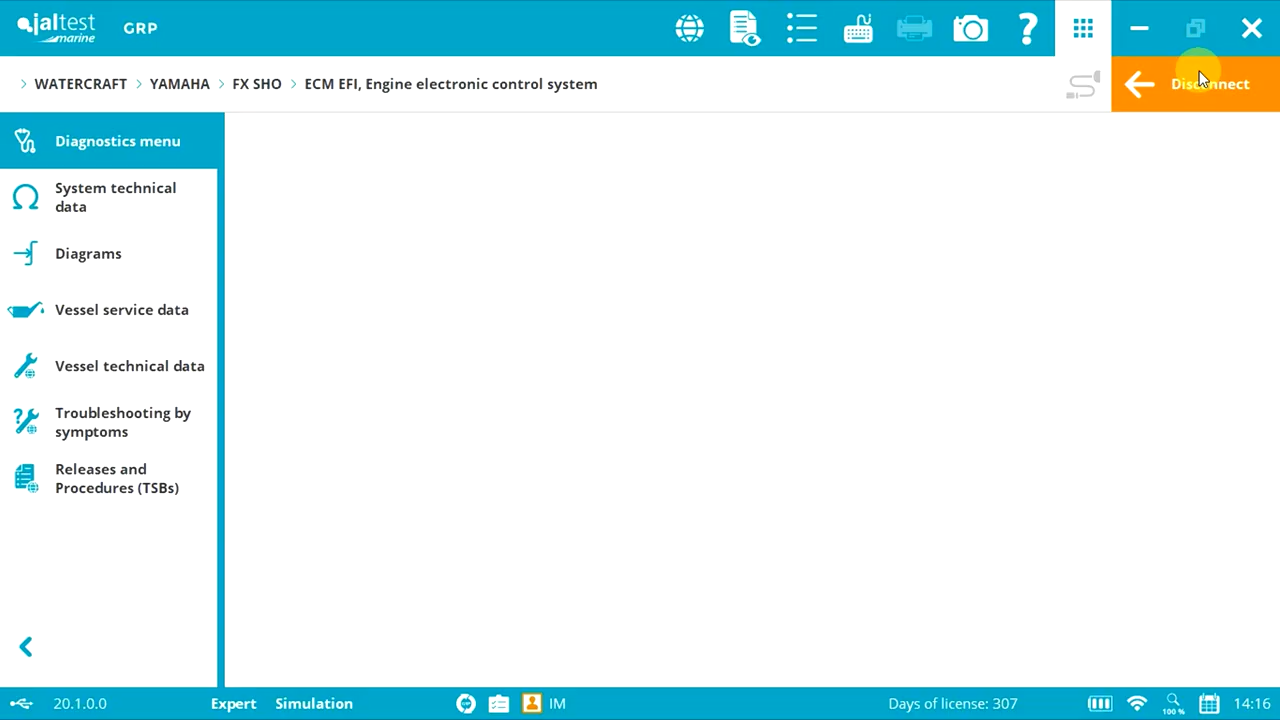 jaltest
marine
GRP
?
WATERCRAFT > YAMAHA > FX SHO > ECM EFI, Engine electronic control system
Disconnect
Diagnostics menu
System technical
data
Diagrams
Vessel service data
Vessel technical data
Troubleshooting by
symptoms
Releases and
Procedures (TSBs)
20.1.0.0
Expert
Simulation
IM
Days of license: 307
100 %
14:16